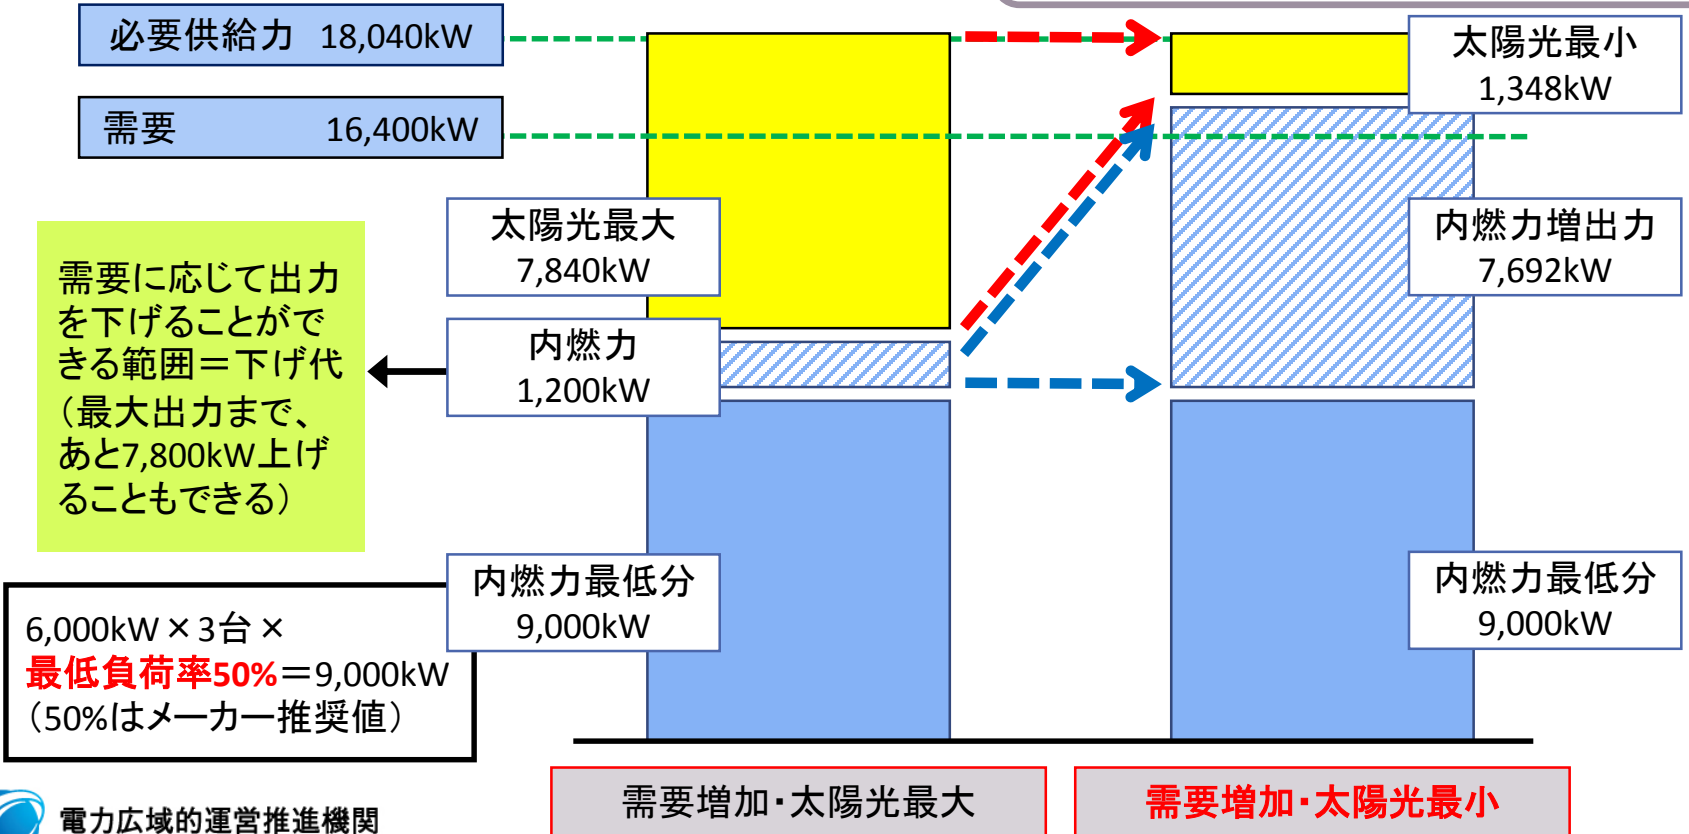 必要供給力 18,040kW
需要 16,400kW
太陽光最大
7,840kW
内燃力
1,200kW
内燃力最低分
9,000kW
太陽光最小
1,348kW
内燃力増出力
7,692kW
内燃力最低分
9,000kW
需要に応じて出力
を下げることがで
きる範囲＝下げ代
（最大出力まで、
あと7,800kW上げ
ることもできる）
6,000kW×3台×
最低負荷率50%＝9,000kW
（50%はメーカー推奨値）
需要増加・太陽光最大
需要増加・太陽光最小
電力広域的運営推進機関